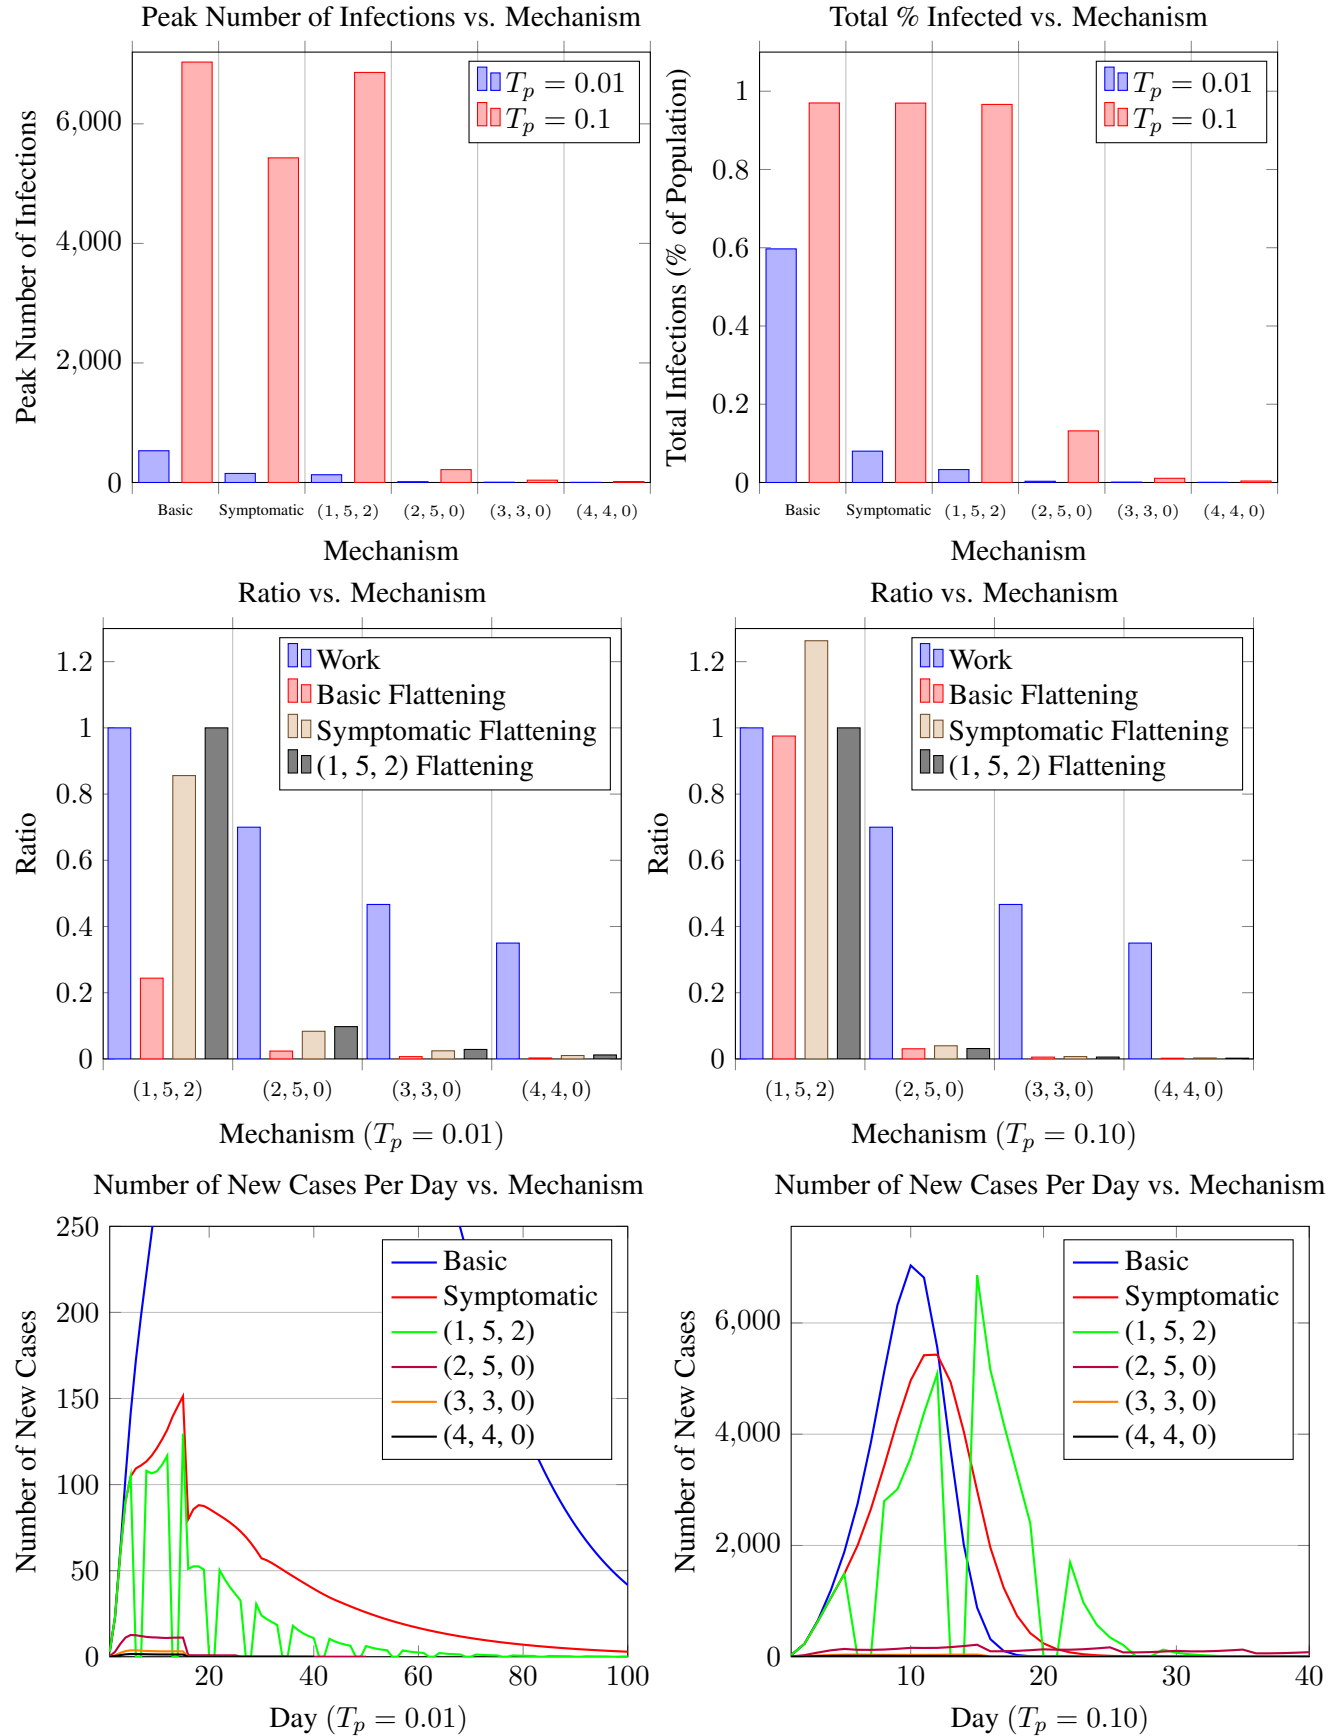 Peak Number of Infections vs. Mechanism
Peak Number of Infections
6,000
4,000
2,000
0
T_p = 0.01
T_p = 0.1
Basic Symptomatic (1, 5, 2) (2, 5, 0) (3, 3, 0) (4, 4, 0)
Mechanism
Total % Infected vs. Mechanism
Total Infections (% of Population)
1
0.8
0.6
0.4
0.2
0
T_p = 0.01
T_p = 0.1
Basic Symptomatic (1, 5, 2) (2, 5, 0) (3, 3, 0) (4, 4, 0)
Mechanism
Ratio vs. Mechanism
Ratio
1.2
1
0.8
0.6
0.4
0.2
0
Work
Basic Flattening
Symptomatic Flattening
(1, 5, 2) Flattening
(1, 5, 2) (2, 5, 0) (3, 3, 0) (4, 4, 0)
Mechanism (T_p = 0.01)
Ratio vs. Mechanism
Ratio
1.2
1
0.8
0.6
0.4
0.2
0
Work
Basic Flattening
Symptomatic Flattening
(1, 5, 2) Flattening
(1, 5, 2) (2, 5, 0) (3, 3, 0) (4, 4, 0)
Mechanism (T_p = 0.10)
Number of New Cases Per Day vs. Mechanism
Number of New Cases
250
200
150
100
50
0
Basic
Symptomatic
(1, 5, 2)
(2, 5, 0)
(3, 3, 0)
(4, 4, 0)
20 40 60 80 100
Day (T_p = 0.01)
Number of New Cases Per Day vs. Mechanism
Number of New Cases
6,000
4,000
2,000
0
Basic
Symptomatic
(1, 5, 2)
(2, 5, 0)
(3, 3, 0)
(4, 4, 0)
10 20 30 40
Day (T_p = 0.10)